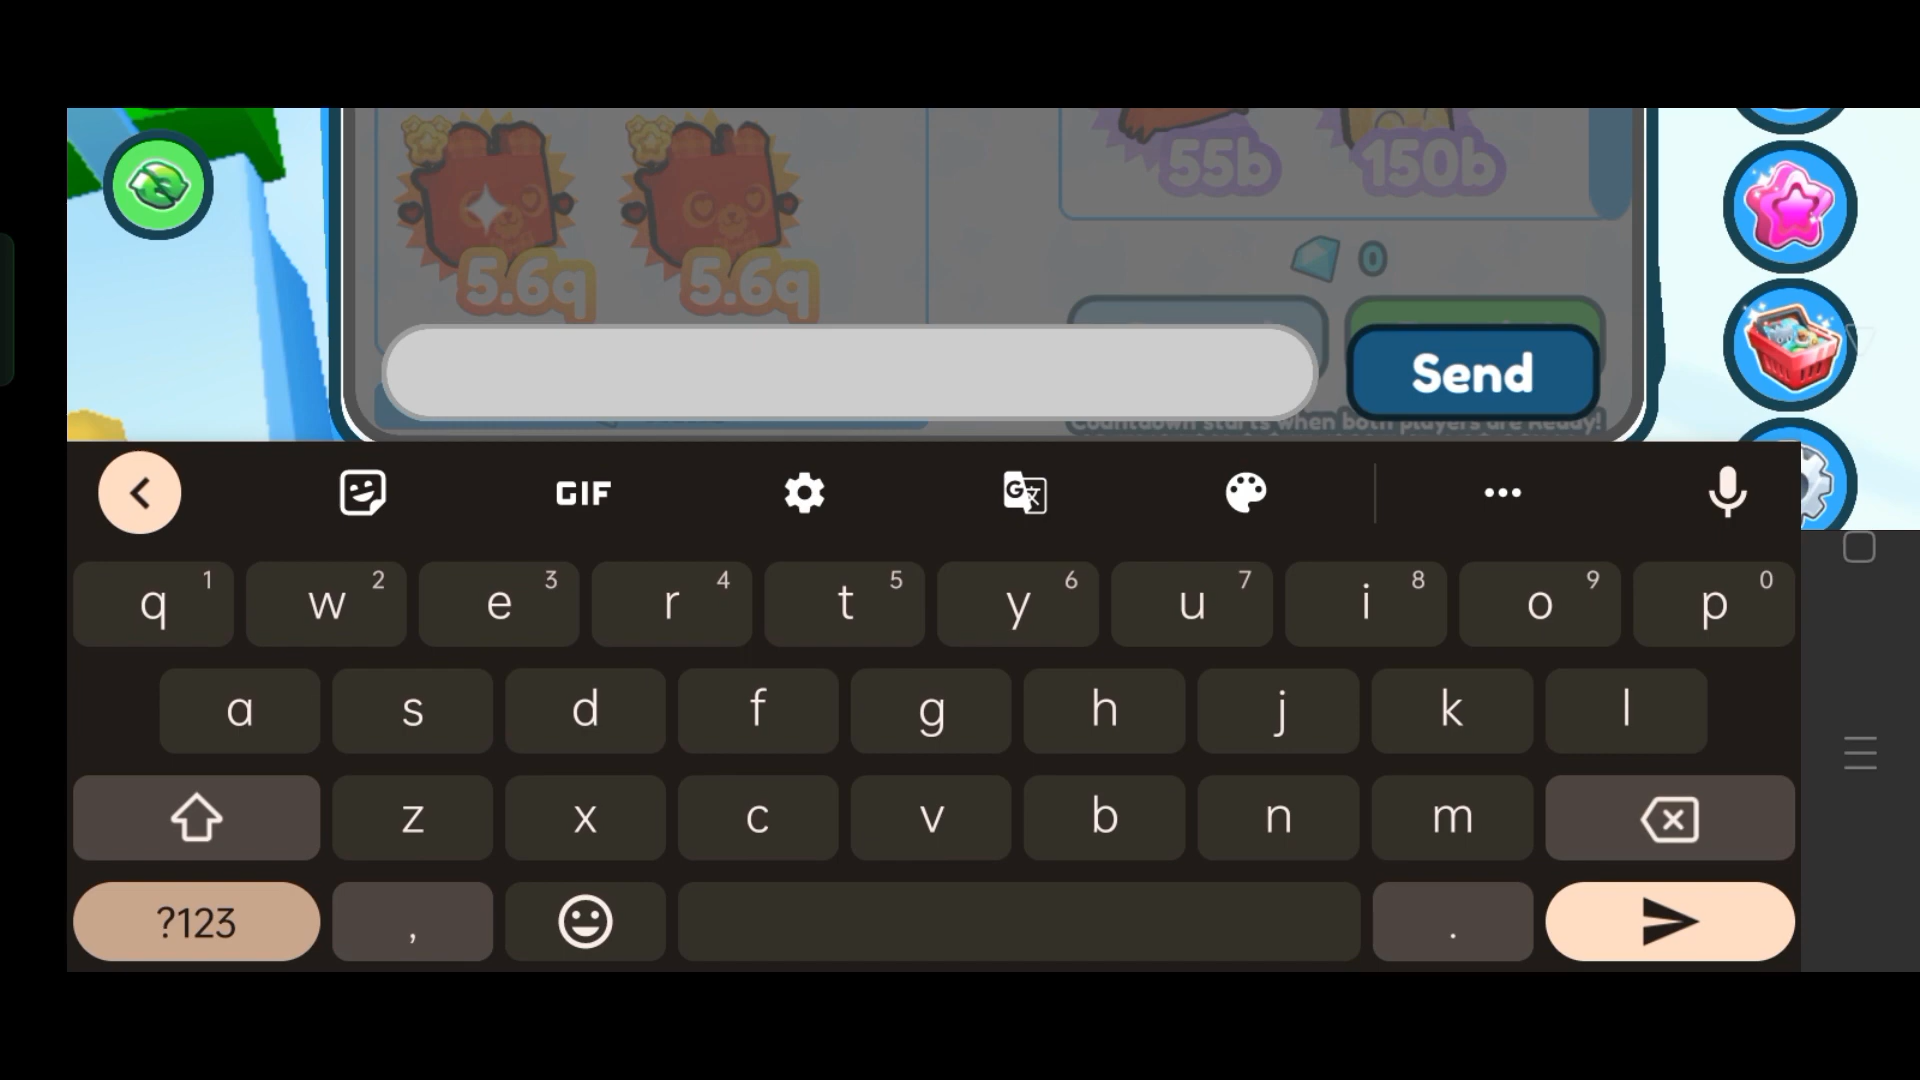 55b 150b
5.6q 5.6q
0
Send
Countdown starts when both players are Ready!
GIF
q 1 w 2 e 3 r 4 t 5 y 6 u 7 i 8 o 9 p 0
a s d f g h j k l
z x c v b n m
?123 , .